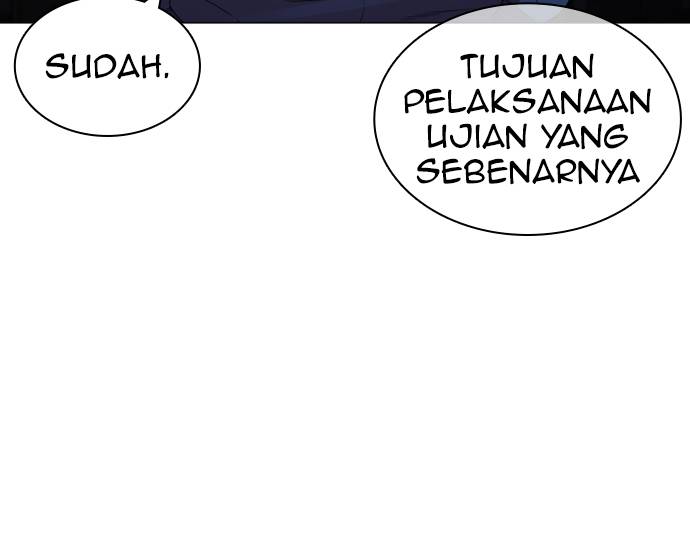 SUDAH.
TUJUAN
PELAKSANAAN
UJIAN YANG
SEBENARNYA